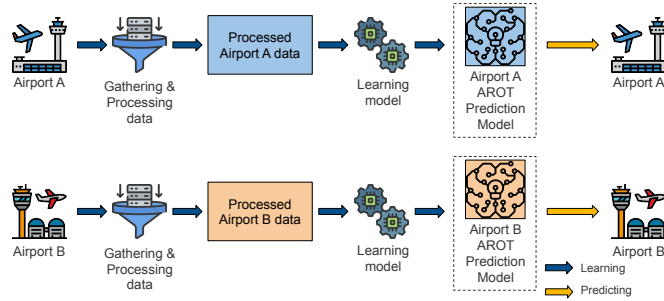 Airport A
Gathering &
Processing
data
Processed
Airport A data
Learning
model
Airport A
AROT
Prediction
Model
Airport A
Airport B
Gathering &
Processing
data
Processed
Airport B data
Learning
model
Airport B
AROT
Prediction
Model
Airport B
Learning
Predicting